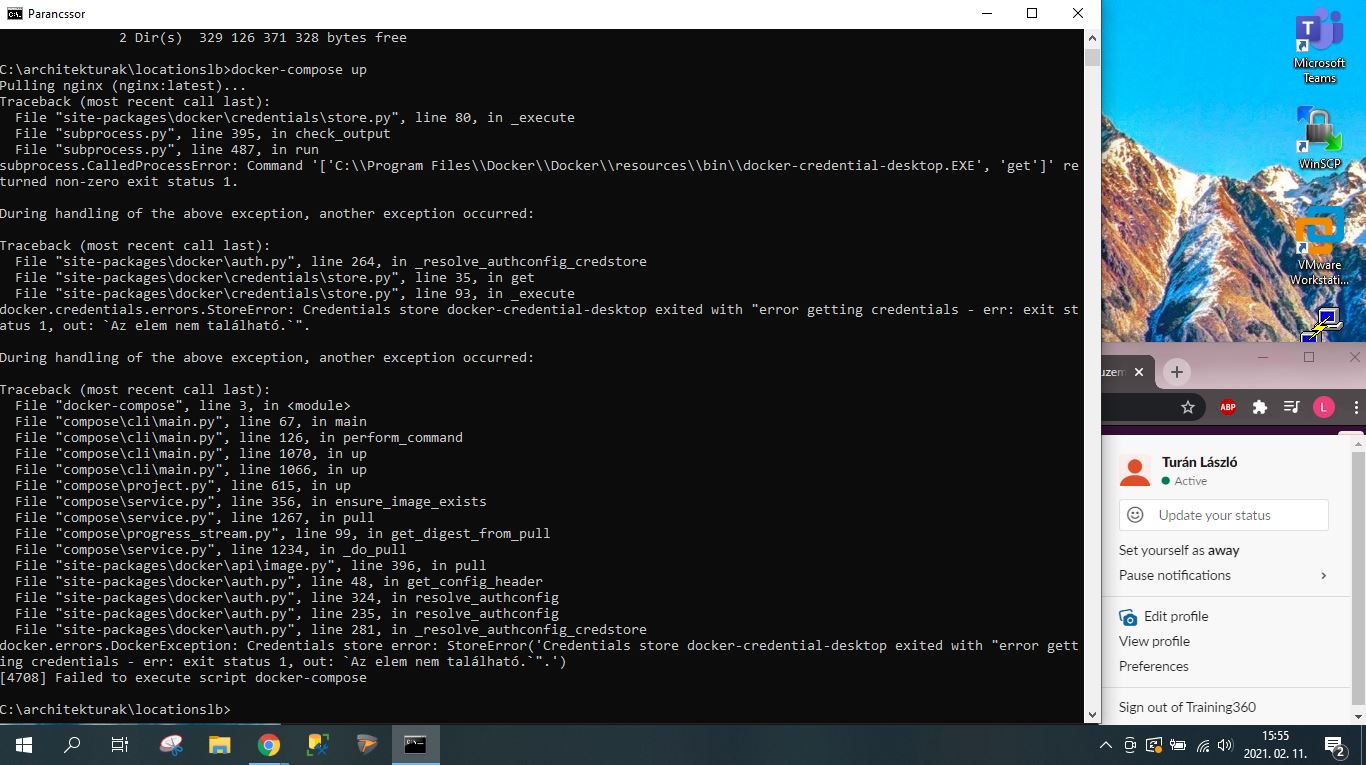 Parancssor
2 Dir(s)  329 126 371 328 bytes free
C:\architekturak\locationslb>docker-compose up
Pulling nginx (nginx:latest)...
Traceback (most recent call last):
  File "site-packages\docker\credentials\store.py", line 80, in _execute
  File "subprocess.py", line 395, in check_output
  File "subprocess.py", line 487, in run
subprocess.CalledProcessError: Command '['C:\\Program Files\\Docker\\Docker\\resources\\bin\\docker-credential-desktop.EXE', 'get']' re
turned non-zero exit status 1.
During handling of the above exception, another exception occurred:
Traceback (most recent call last):
  File "site-packages\docker\auth.py", line 264, in _resolve_authconfig_credstore
  File "site-packages\docker\credentials\store.py", line 35, in get
  File "site-packages\docker\credentials\store.py", line 93, in _execute
docker.credentials.errors.StoreError: Credentials store docker-credential-desktop exited with "error getting credentials - err: exit st
atus 1, out: `Az elem nem található.`".
During handling of the above exception, another exception occurred:
Traceback (most recent call last):
  File "docker-compose", line 3, in <module>
  File "compose\cli\main.py", line 67, in main
  File "compose\cli\main.py", line 126, in perform_command
  File "compose\cli\main.py", line 1070, in up
  File "compose\cli\main.py", line 1066, in up
  File "compose\project.py", line 615, in up
  File "compose\service.py", line 356, in ensure_image_exists
  File "compose\service.py", line 1267, in pull
  File "compose\progress_stream.py", line 99, in get_digest_from_pull
  File "compose\service.py", line 1234, in _do_pull
  File "site-packages\docker\api\image.py", line 396, in pull
  File "site-packages\docker\auth.py", line 48, in get_config_header
  File "site-packages\docker\auth.py", line 324, in resolve_authconfig
  File "site-packages\docker\auth.py", line 235, in resolve_authconfig
  File "site-packages\docker\auth.py", line 281, in _resolve_authconfig_credstore
docker.errors.DockerException: Credentials store error: StoreError('Credentials store docker-credential-desktop exited with "error gett
ing credentials - err: exit status 1, out: `Az elem nem található.`".')
[4708] Failed to execute script docker-compose
C:\architekturak\locationslb>
Microsoft
Teams
WinSCP
VMware
Workstati...
uzem
ABP
L
Turán László
Active
Update your status
Set yourself as away
Pause notifications
Edit profile
View profile
Preferences
Sign out of Training360
15:55
2021. 02. 11.
2